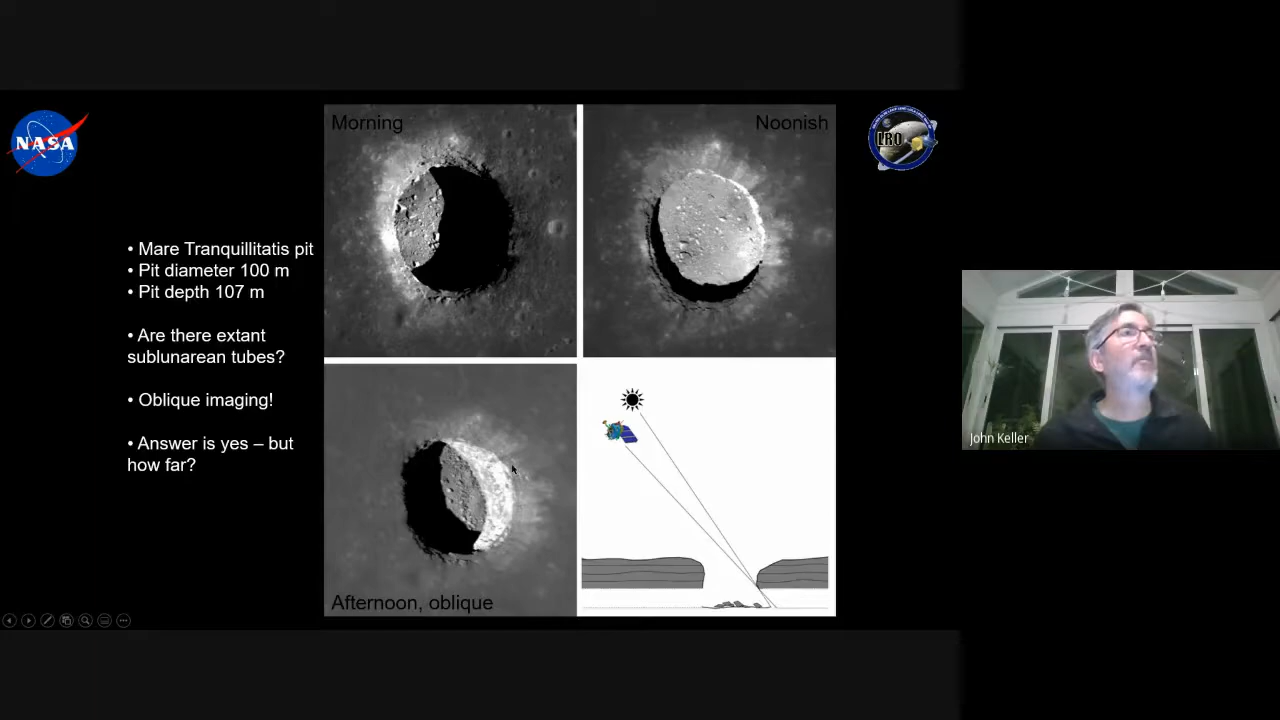 NASA
Morning
Noonish
LRO
• Mare Tranquillitatis pit
• Pit diameter 100 m
• Pit depth 107 m
• Are there extant
sublunarean tubes?
• Oblique imaging!
• Answer is yes – but
how far?
Afternoon, oblique
John Keller